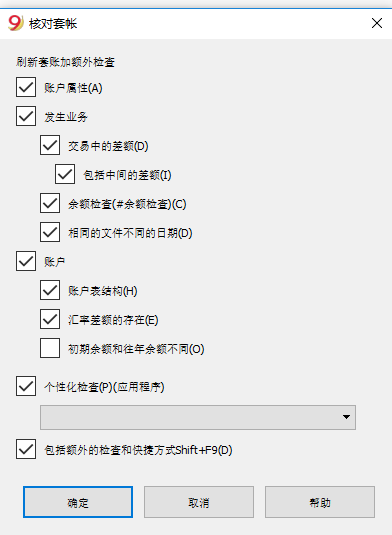 核对套帐
刷新套账加额外检查
账户属性(A)
发生业务
交易中的差额(D)
包括中间的差额(I)
余额检查(#余额检查)(C)
相同的文件不同的日期(D)
账户
账户表结构(H)
汇率差额的存在(E)
初期余额和往年余额不同(O)
个性化检查(P)(应用程序)
包括额外的检查和快捷方式Shift+F9(D)
确定
取消
帮助